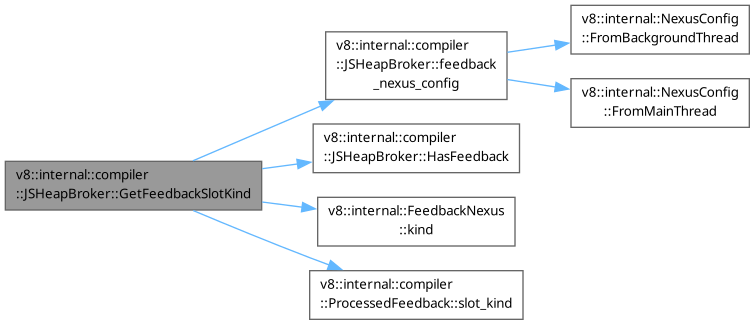 v8::internal::compiler
::JSHeapBroker::GetFeedbackSlotKind
v8::internal::compiler
::JSHeapBroker::feedback
_nexus_config
v8::internal::NexusConfig
::FromBackgroundThread
v8::internal::NexusConfig
::FromMainThread
v8::internal::compiler
::JSHeapBroker::HasFeedback
v8::internal::FeedbackNexus
::kind
v8::internal::compiler
::ProcessedFeedback::slot_kind